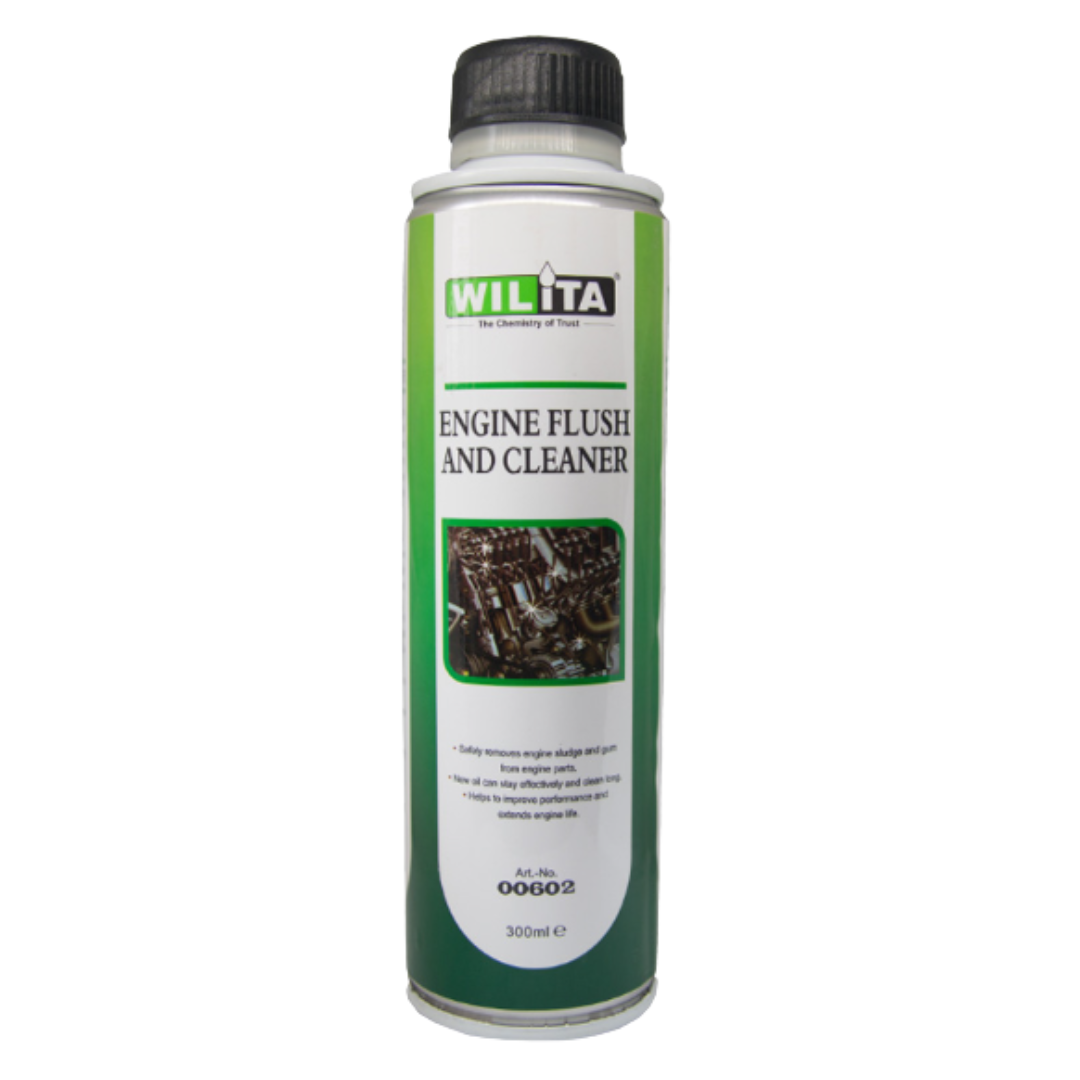 WILiTA®
The Chemistry of Trust
ENGINE FLUSH
AND CLEANER
• Safely removes engine sludge and gum
from engine parts.
• New oil can stay effectively and clean long.
• Helps to improve performance and
extends engine life.
Art.-No.
00602
300ml ℮